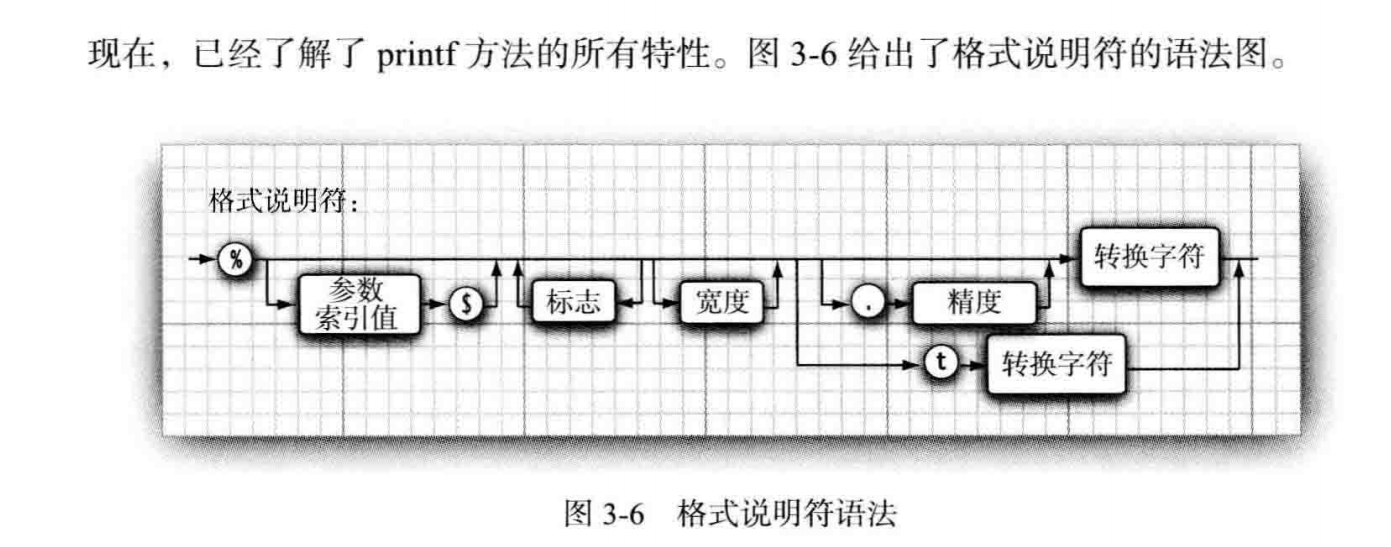 现在，已经了解了 printf 方法的所有特性。图 3-6 给出了格式说明符的语法图。
格式说明符：
%
参数
索引值
$
标志
宽度
.
精度
转换字符
t
转换字符
图 3-6 格式说明符语法